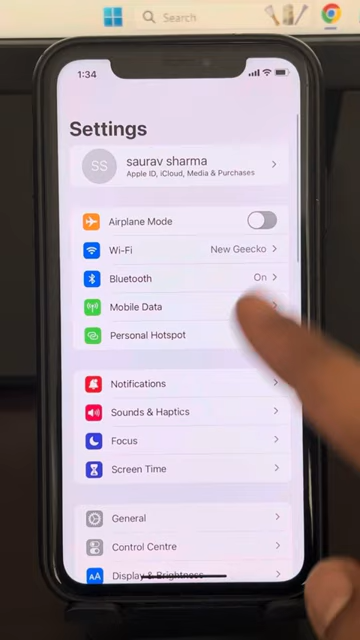 Search
1:34
Settings
SS
saurav sharma
Apple ID, iCloud, Media & Purchases
Airplane Mode
Wi-Fi New Geecko
Bluetooth On
Mobile Data
Personal Hotspot
Notifications
Sounds & Haptics
Focus
Screen Time
General
Control Centre
AA Display & Brightness